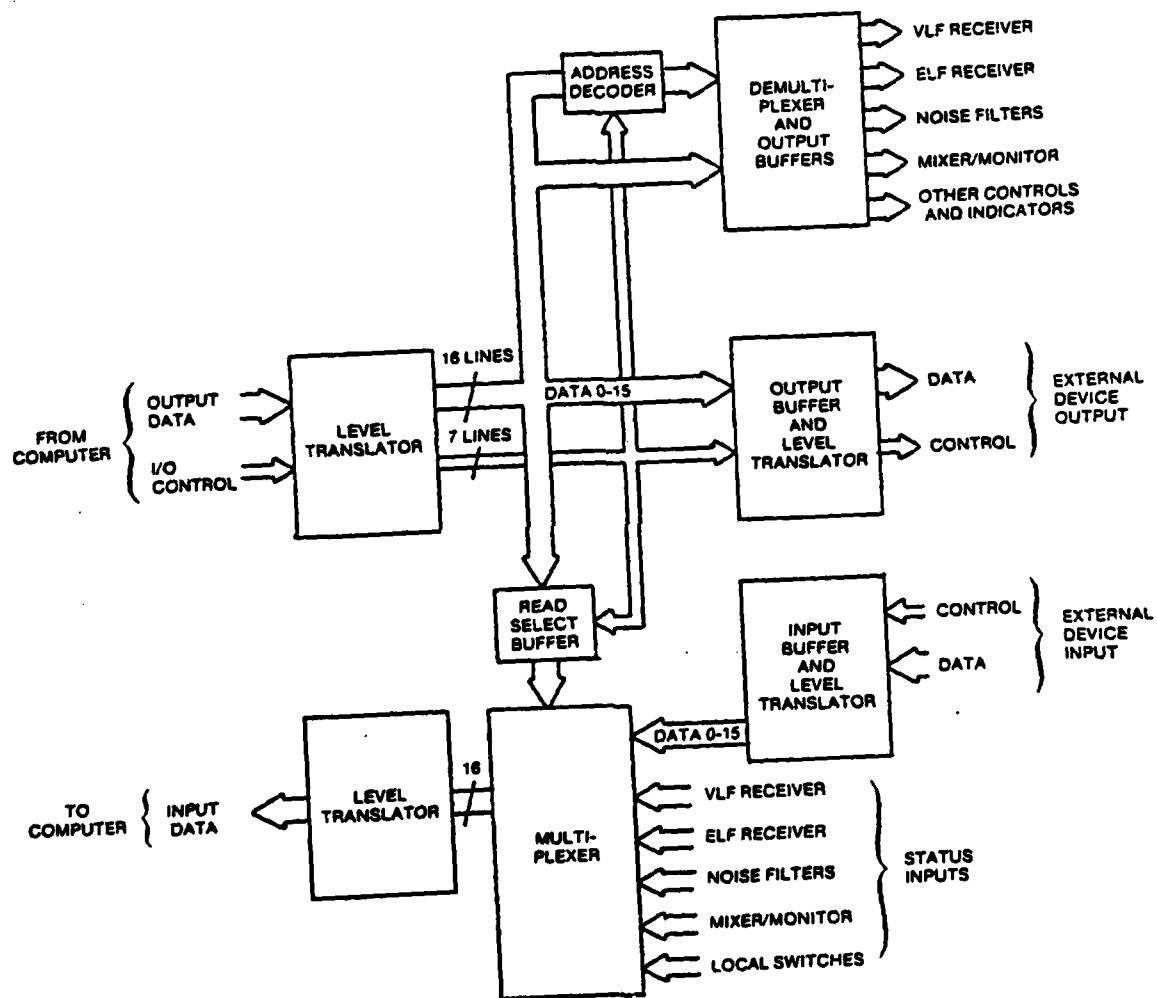 VLF RECEIVER
ADDRESS
DECODER
ELF RECEIVER
DEMULTI-
PLEXER
AND
OUTPUT
BUFFERS
NOISE FILTERS
MIXER/MONITOR
OTHER CONTROLS
AND INDICATORS
16 LINES
DATA 0-15
7 LINES
FROM
COMPUTER
OUTPUT
DATA
I/O
CONTROL
LEVEL
TRANSLATOR
OUTPUT
BUFFER
AND
LEVEL
TRANSLATOR
DATA
CONTROL
EXTERNAL
DEVICE
OUTPUT
READ
SELECT
BUFFER
INPUT
BUFFER
AND
LEVEL
TRANSLATOR
CONTROL
DATA
EXTERNAL
DEVICE
INPUT
DATA 0-15
TO
COMPUTER
INPUT
DATA
LEVEL
TRANSLATOR
16
MULTI-
PLEXER
VLF RECEIVER
ELF RECEIVER
NOISE FILTERS
MIXER/MONITOR
LOCAL SWITCHES
STATUS
INPUTS